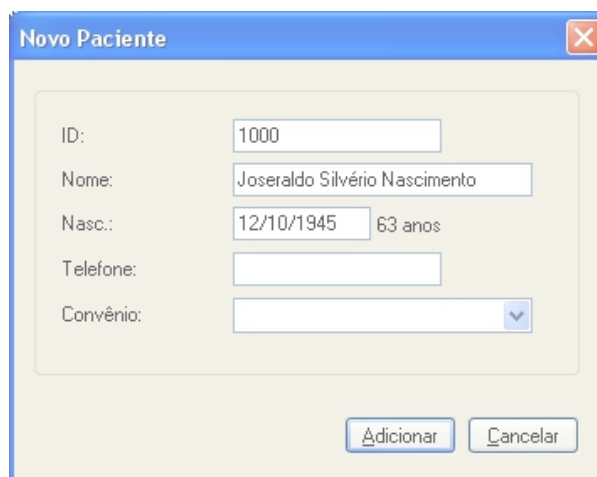 Novo Paciente
ID: 1000
Nome: Joseraldo Silvério Nascimento
Nasc.: 12/10/1945 63 anos
Telefone:
Convênio:
Adicionar Cancelar